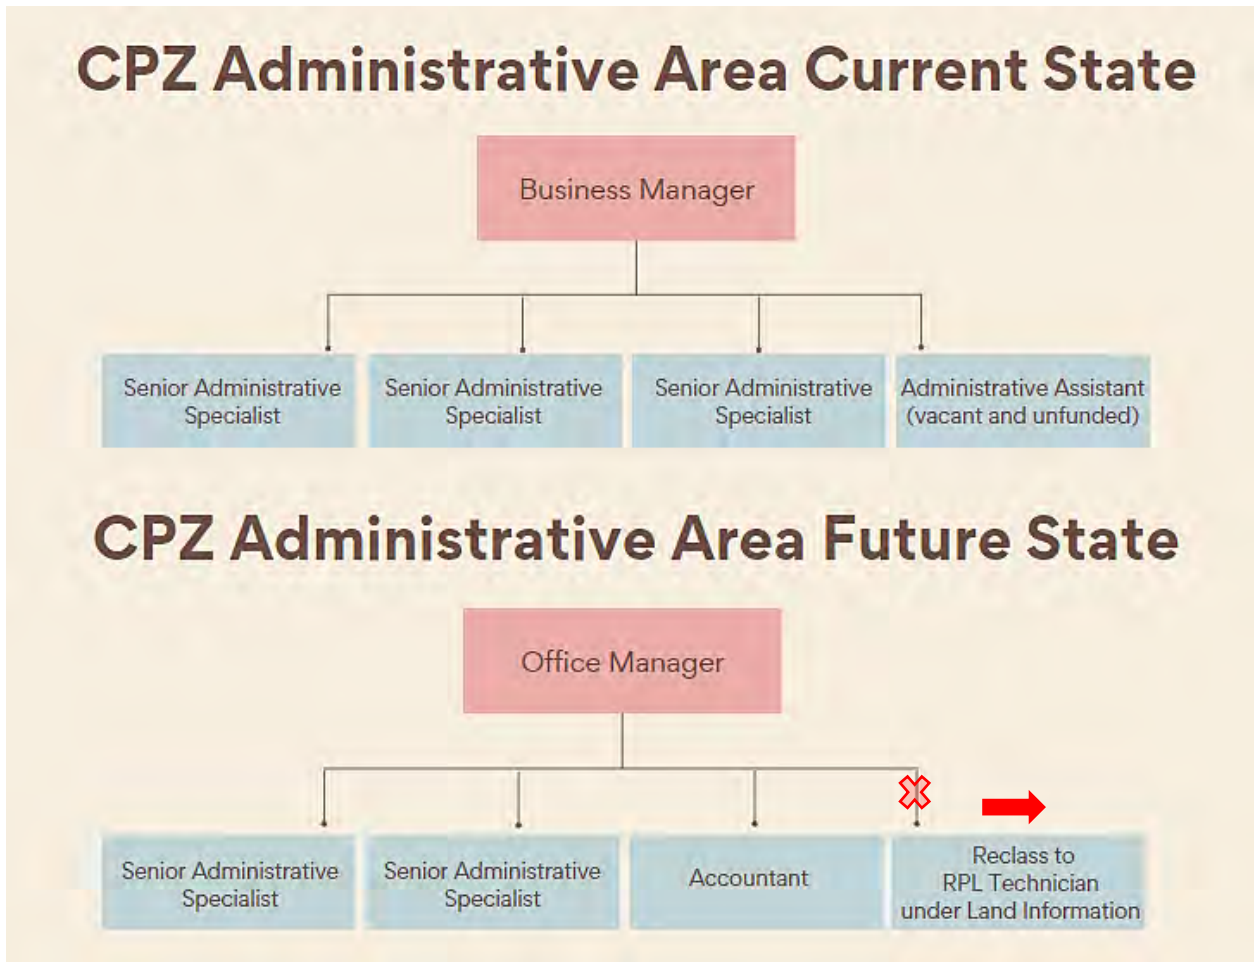 CPZ Administrative Area Current State
Business Manager
Senior Administrative
Specialist
Senior Administrative
Specialist
Senior Administrative
Specialist
Administrative Assistant
(vacant and unfunded)
CPZ Administrative Area Future State
Office Manager
Senior Administrative
Specialist
Senior Administrative
Specialist
Accountant
Reclass to
RPL Technician
under Land Information